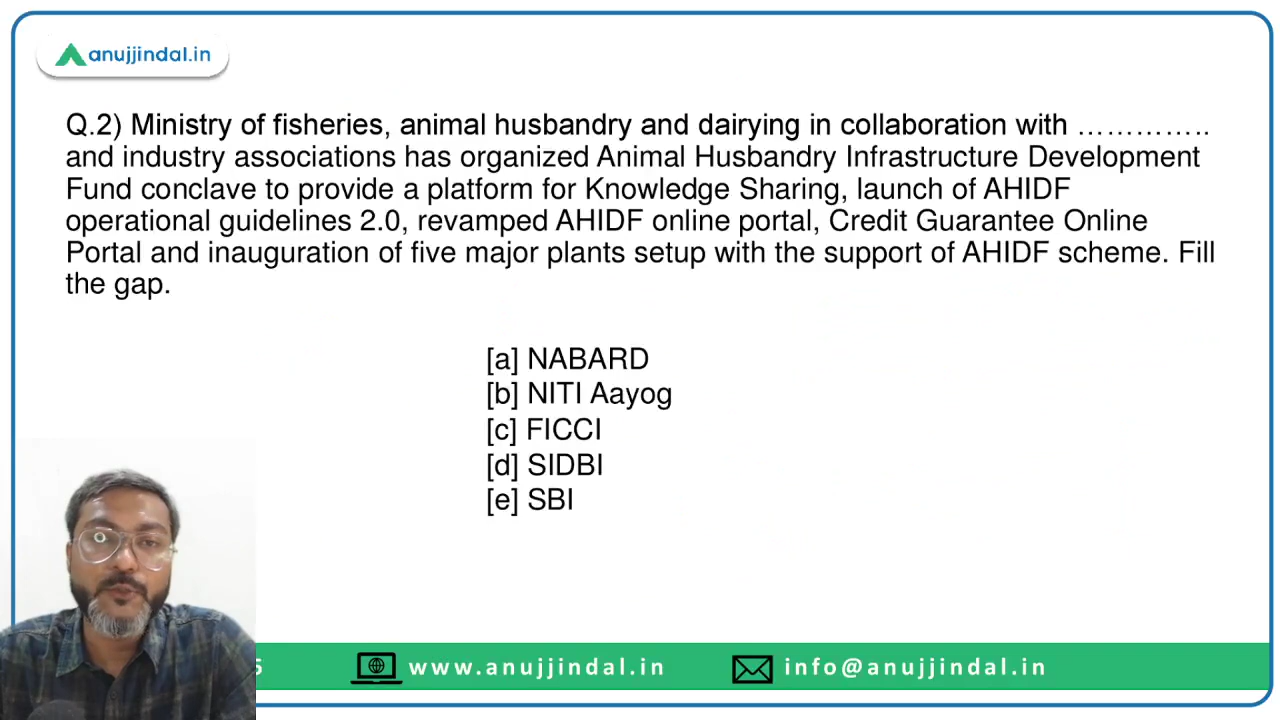 anujjindal.in
Q.2) Ministry of fisheries, animal husbandry and dairying in collaboration with …………..
and industry associations has organized Animal Husbandry Infrastructure Development
Fund conclave to provide a platform for Knowledge Sharing, launch of AHIDF
operational guidelines 2.0, revamped AHIDF online portal, Credit Guarantee Online
Portal and inauguration of five major plants setup with the support of AHIDF scheme. Fill
the gap.
[a] NABARD
[b] NITI Aayog
[c] FICCI
[d] SIDBI
[e] SBI
5 www.anujjindal.in info@anujjindal.in